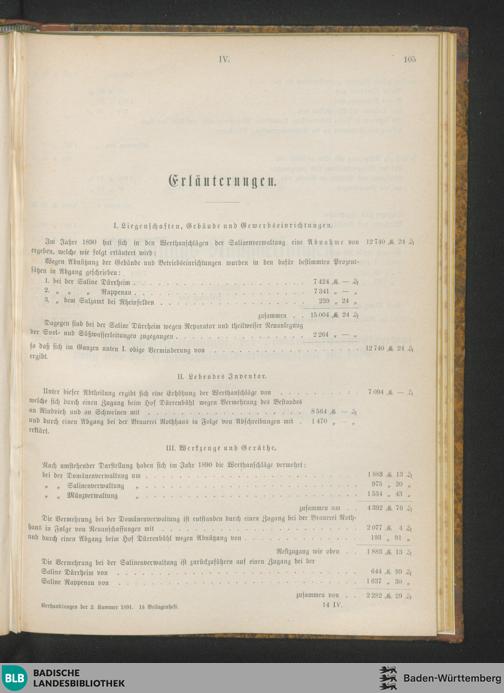 IV. 105
Erläuterungen.
I. Liegenschaften, Gebäude und Gewerbseinrichtungen.
Im Jahre 1890 hat sich in den Werthanschlägen der Salinenverwaltung eine Abnahme von 12 740 ℳ 24 ₰
ergeben, welche wie folgt erläutert wird:
Wegen Abnützung der Gebäude und Betriebseinrichtungen wurden in den dafür bestimmten Prozent-
sätzen in Abgang geschrieben:
1. bei der Saline Dürrheim . . . 7 424 ℳ — ₰
2. „ „ „ Rappenau . . . 7 341 „ — „
3. „ dem Salzamt bei Rheinfelden . . . 239 „ 24 „
zusammen . . 15 004 ℳ 24 ₰
Dagegen sind bei der Saline Dürrheim wegen Reparatur und theilweiser Neuanlegung
der Sool- und Süßwasserleitungen zugegangen . . . 2 264 „ — „
so daß sich im Ganzen unten I. obige Verminderung von . . . 12 740 ℳ 24 ₰
ergibt.
II. Lebendes Inventar.
Unter dieser Abtheilung ergibt sich eine Erhöhung der Werthanschläge von . . . 7 094 ℳ — ₰
welche sich durch einen Zugang beim Hof Dürrenbühl wegen Vermehrung des Bestandes
an Rindvieh und an Schweinen mit . . . 8 564 ℳ — ₰
und durch einen Abgang bei der Brauerei Rothhaus in Folge von Abschreibungen mit . 1 470 „ — „
erklärt.
III. Werkzeuge und Geräthe.
Nach umstehender Darstellung haben sich im Jahr 1890 die Werthanschläge vermehrt:
bei der Domänenverwaltung um . . . 1 883 ℳ 13 ₰
„ „ Salinenverwaltung „ . . . 975 „ 20 „
„ „ Münzverwaltung „ . . . 1 534 „ 43 „
zusammen um . . 4 392 ℳ 76 ₰
Die Vermehrung bei der Domänenverwaltung ist entstanden durch einen Zugang bei der Brauerei Roth-
haus in Folge von Neuanschaffungen mit . . . 2 077 ℳ 4 ₰
und durch einen Abgang beim Hof Dürrenbühl wegen Abnützung von . . . 193 „ 91 „
Restzugang wie oben . . 1 883 ℳ 13 ₰
Die Vermehrung bei der Salinenverwaltung ist zurückzuführen auf einen Zugang bei der
Saline Dürrheim von . . . 644 ℳ 99 ₰
Saline Rappenau von . . . 1 637 „ 30 „
zusammen von . . 2 282 ℳ 29 ₰
Verhandlungen der 2. Kammer 1891. 14 Beilagenheft. 14 IV.
BLB BADISCHE
LANDESBIBLIOTHEK
Baden-Württemberg